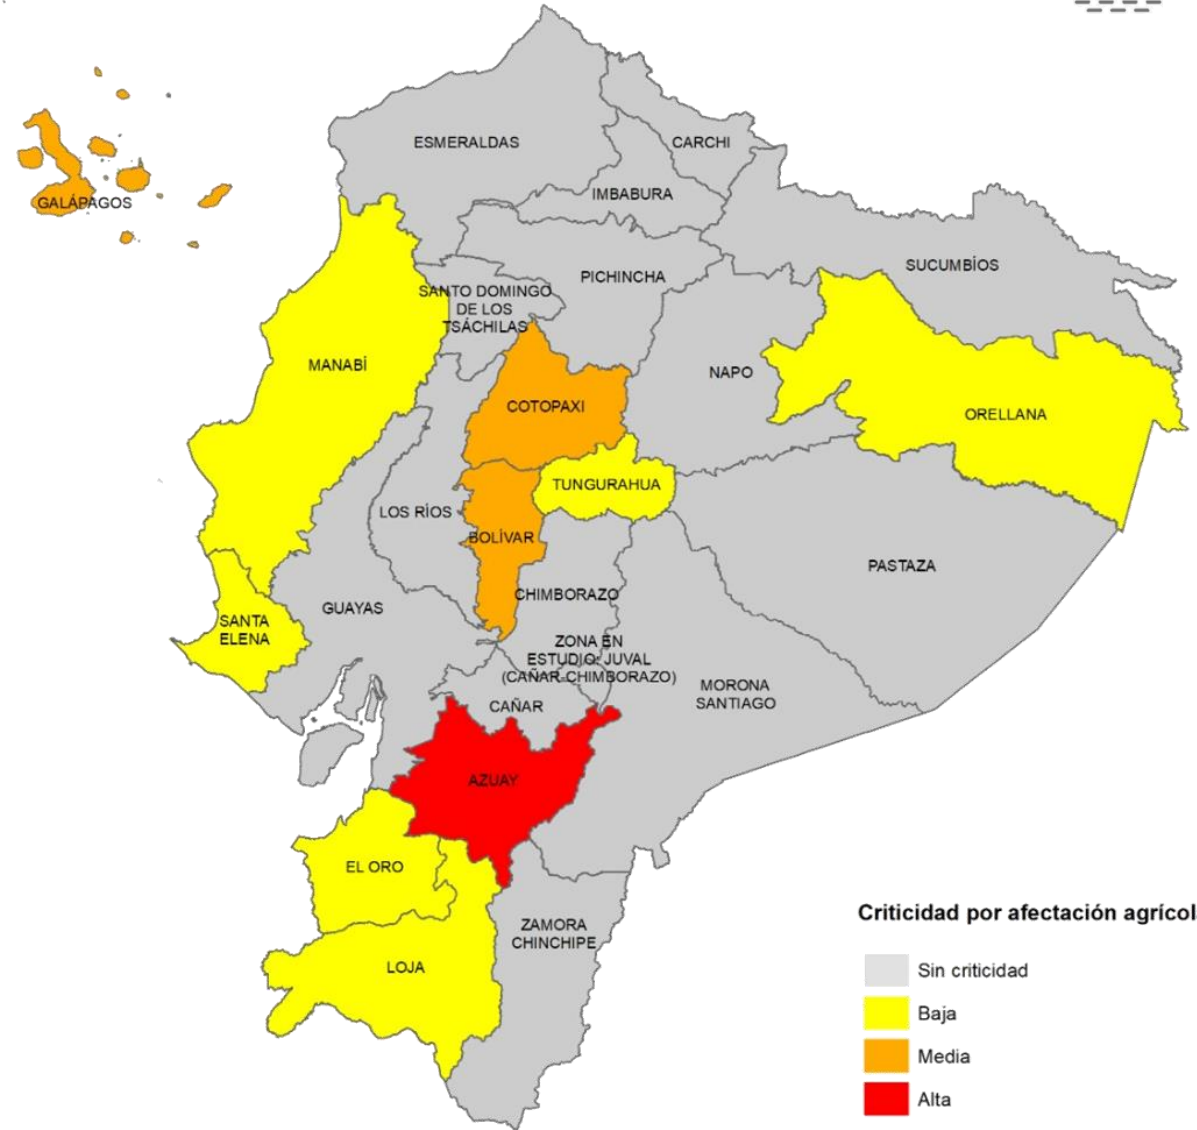 ESMERALDAS
CARCHI
IMBABURA
GALÁPAGOS
SUCUMBÍOS
PICHINCHA
SANTO DOMINGO
DE LOS
TSÁCHILAS
MANABÍ
NAPO
COTOPAXI
ORELLANA
TUNGURAHUA
LOS RÍOS
BOLÍVAR
PASTAZA
CHIMBORAZO
GUAYAS
SANTA
ELENA
ZONA EN
ESTUDIO: JUVAL
(CAÑAR-CHIMBORAZO)
MORONA
SANTIAGO
CAÑAR
AZUAY
EL ORO
ZAMORA
CHINCHIPE
LOJA
Criticidad por afectación agrícol
Sin criticidad
Baja
Media
Alta